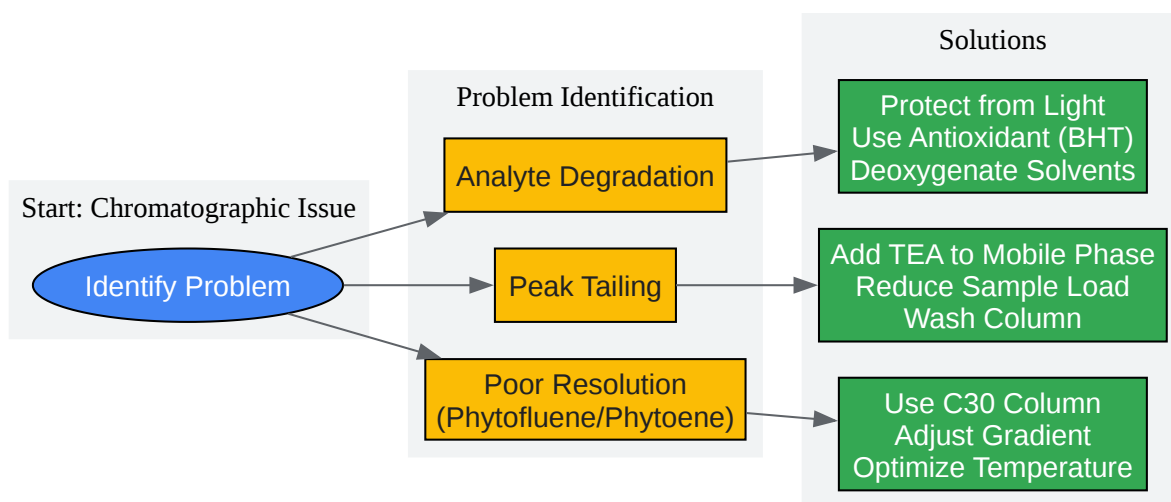 Start: Chromatographic Issue
Identify Problem
Problem Identification
Analyte Degradation
Peak Tailing
Poor Resolution
(Phytofluene/Phytoene)
Solutions
Protect from Light
Use Antioxidant (BHT)
Deoxygenate Solvents
Add TEA to Mobile Phase
Reduce Sample Load
Wash Column
Use C30 Column
Adjust Gradient
Optimize Temperature